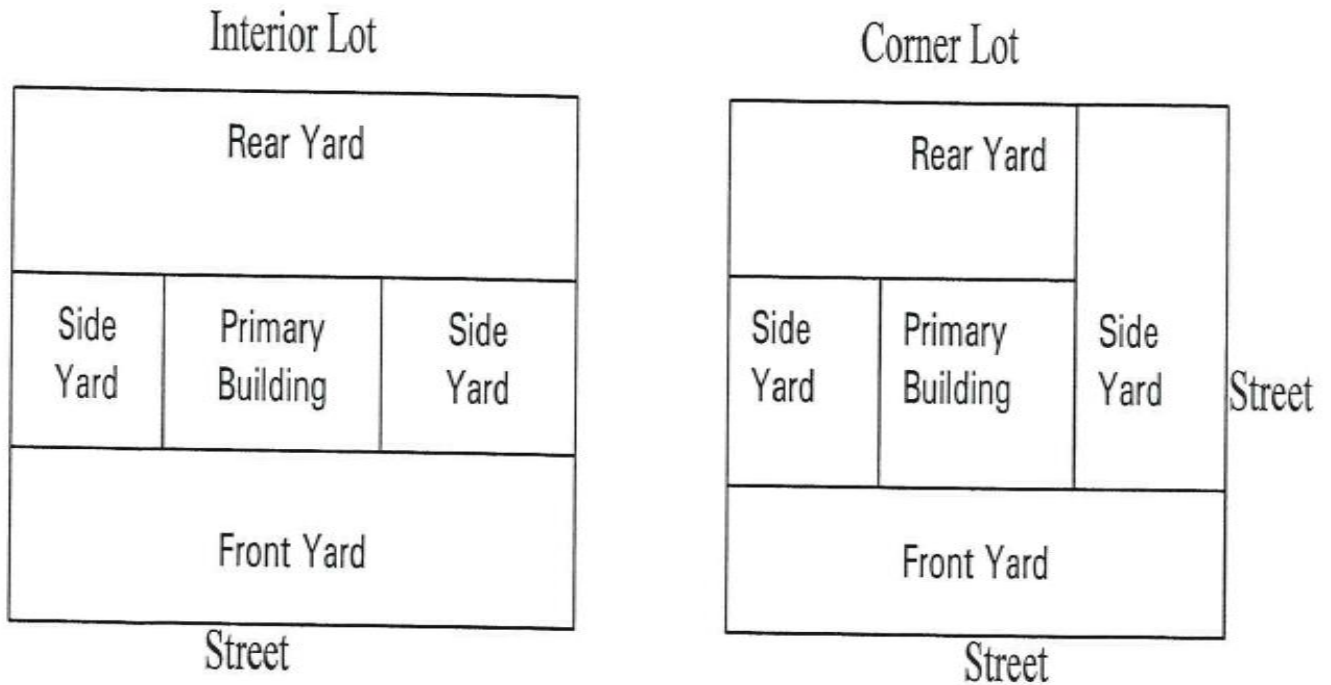 Interior Lot
Rear Yard
Side
Yard
Primary
Building
Side
Yard
Front Yard
Street
Corner Lot
Rear Yard
Side
Yard
Primary
Building
Side
Yard
Street
Front Yard
Street